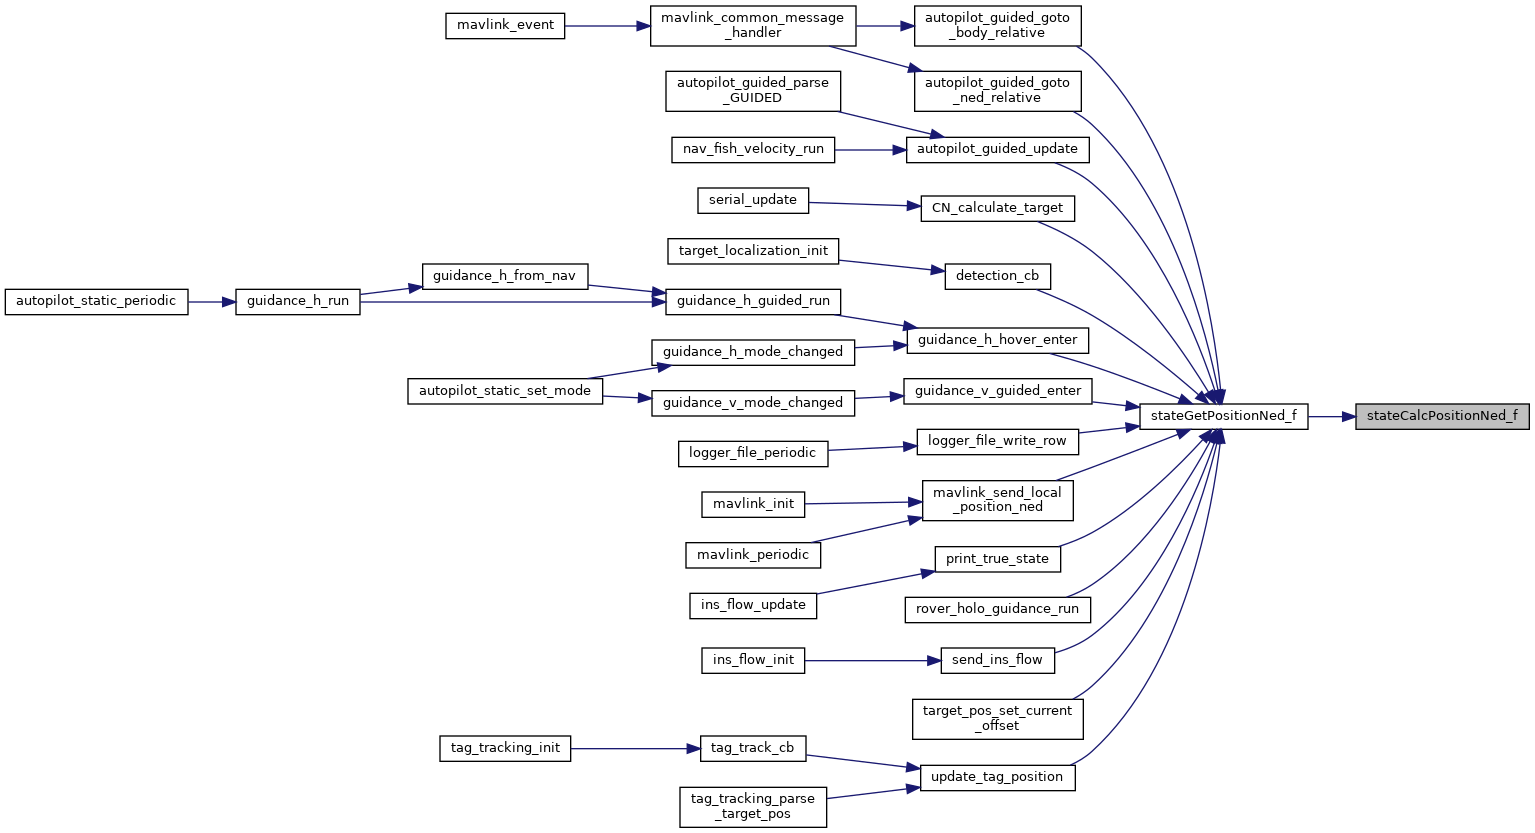 mavlink_event
mavlink_common_message
_handler
autopilot_guided_goto
_body_relative
autopilot_guided_parse
_GUIDED
autopilot_guided_goto
_ned_relative
nav_fish_velocity_run
autopilot_guided_update
serial_update
CN_calculate_target
target_localization_init
detection_cb
autopilot_static_periodic
guidance_h_run
guidance_h_from_nav
guidance_h_guided_run
guidance_h_hover_enter
guidance_h_mode_changed
autopilot_static_set_mode
guidance_v_mode_changed
guidance_v_guided_enter
stateGetPositionNed_f
stateCalcPositionNed_f
logger_file_periodic
logger_file_write_row
mavlink_init
mavlink_send_local
_position_ned
mavlink_periodic
print_true_state
ins_flow_update
rover_holo_guidance_run
ins_flow_init
send_ins_flow
target_pos_set_current
_offset
tag_tracking_init
tag_track_cb
update_tag_position
tag_tracking_parse
_target_pos